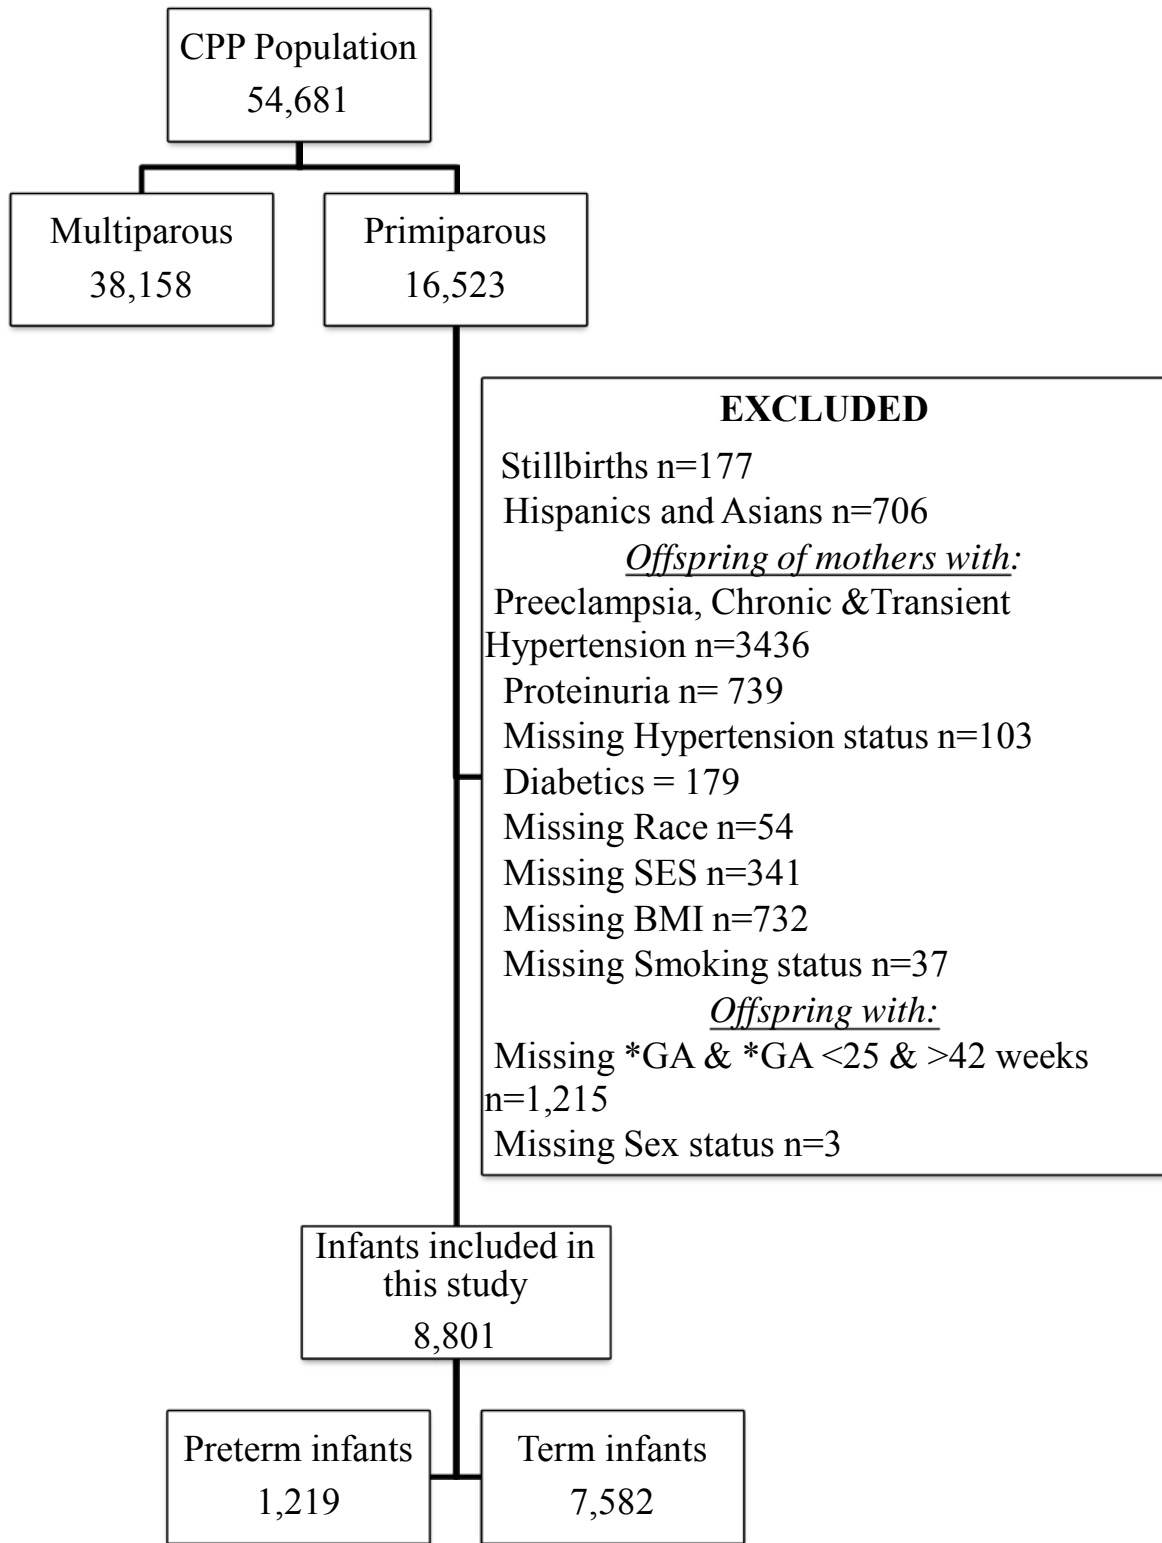 CPP Population
54,681
Multiparous
38,158
Primiparous
16,523
EXCLUDED
Stillbirths n=177
Hispanics and Asians n=706
Offspring of mothers with:
Preeclampsia, Chronic &Transient
Hypertension n=3436
Proteinuria n= 739
Missing Hypertension status n=103
Diabetics = 179
Missing Race n=54
Missing SES n=341
Missing BMI n=732
Missing Smoking status n=37
Offspring with:
Missing *GA & *GA <25 & >42 weeks
n=1,215
Missing Sex status n=3
Infants included in
this study
8,801
Preterm infants
1,219
Term infants
7,582